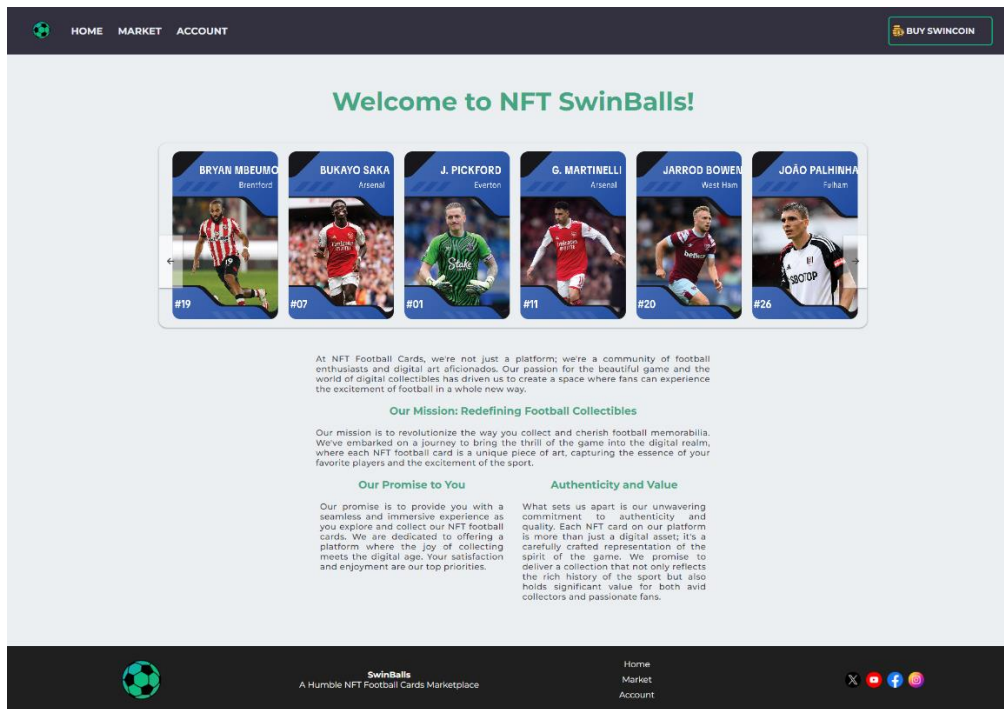 HOME MARKET ACCOUNT BUY SWINCOIN
Welcome to NFT SwinBalls!
BRYAN MBEUMO
Brentford
#19
BUKAYO SAKA
Arsenal
#07
J. PICKFORD
Everton
Stake
#01
G. MARTINELLI
Arsenal
#11
JARROD BOWEN
West Ham
#20
JOÃO PALHINHA
Fulham
SBOTOP
#26
At NFT Football Cards, we're not just a platform; we're a community of football
enthusiasts and digital art aficionados. Our passion for the beautiful game and the
world of digital collectibles has driven us to create a space where fans can experience
the excitement of football in a whole new way.
Our Mission: Redefining Football Collectibles
Our mission is to revolutionize the way you collect and cherish football memorabilia.
We've embarked on a journey to bring the thrill of the game into the digital realm,
where each NFT football card is a unique piece of art, capturing the essence of your
favorite players and the excitement of the sport.
Our Promise to You
Our promise is to provide you with a
seamless and immersive experience as
you explore and collect our NFT football
cards. We are dedicated to offering a
platform where the joy of collecting
meets the digital age. Your satisfaction
and enjoyment are our top priorities.
Authenticity and Value
What sets us apart is our unwavering
commitment to authenticity and
quality. Each NFT card on our platform
is more than just a digital asset; it's a
carefully crafted representation of the
spirit of the game. We promise to
deliver a collection that not only reflects
the rich history of the sport but also
holds significant value for both avid
collectors and passionate fans.
SwinBalls
A Humble NFT Football Cards Marketplace
Home
Market
Account